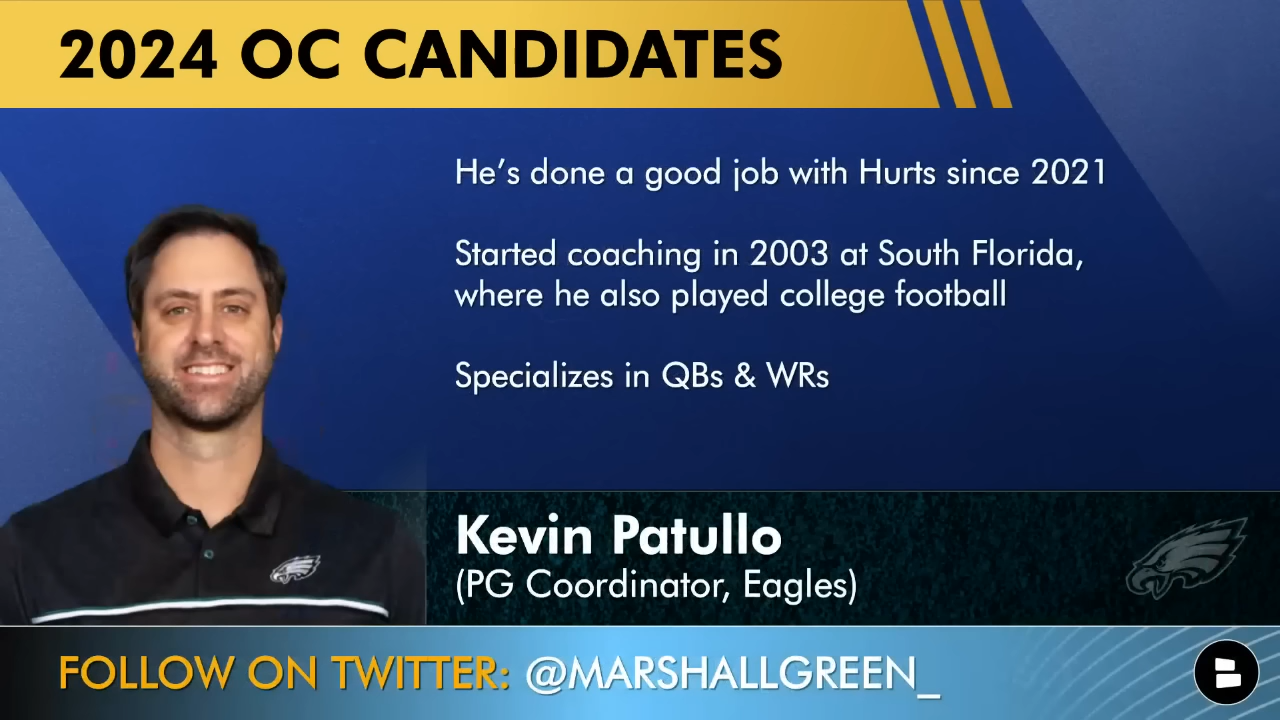 2024 OC CANDIDATES
He's done a good job with Hurts since 2021
Started coaching in 2003 at South Florida,
where he also played college football
Specializes in QBs & WRs
Kevin Patullo
(PG Coordinator, Eagles)
FOLLOW ON TWITTER: @MARSHALLGREEN_